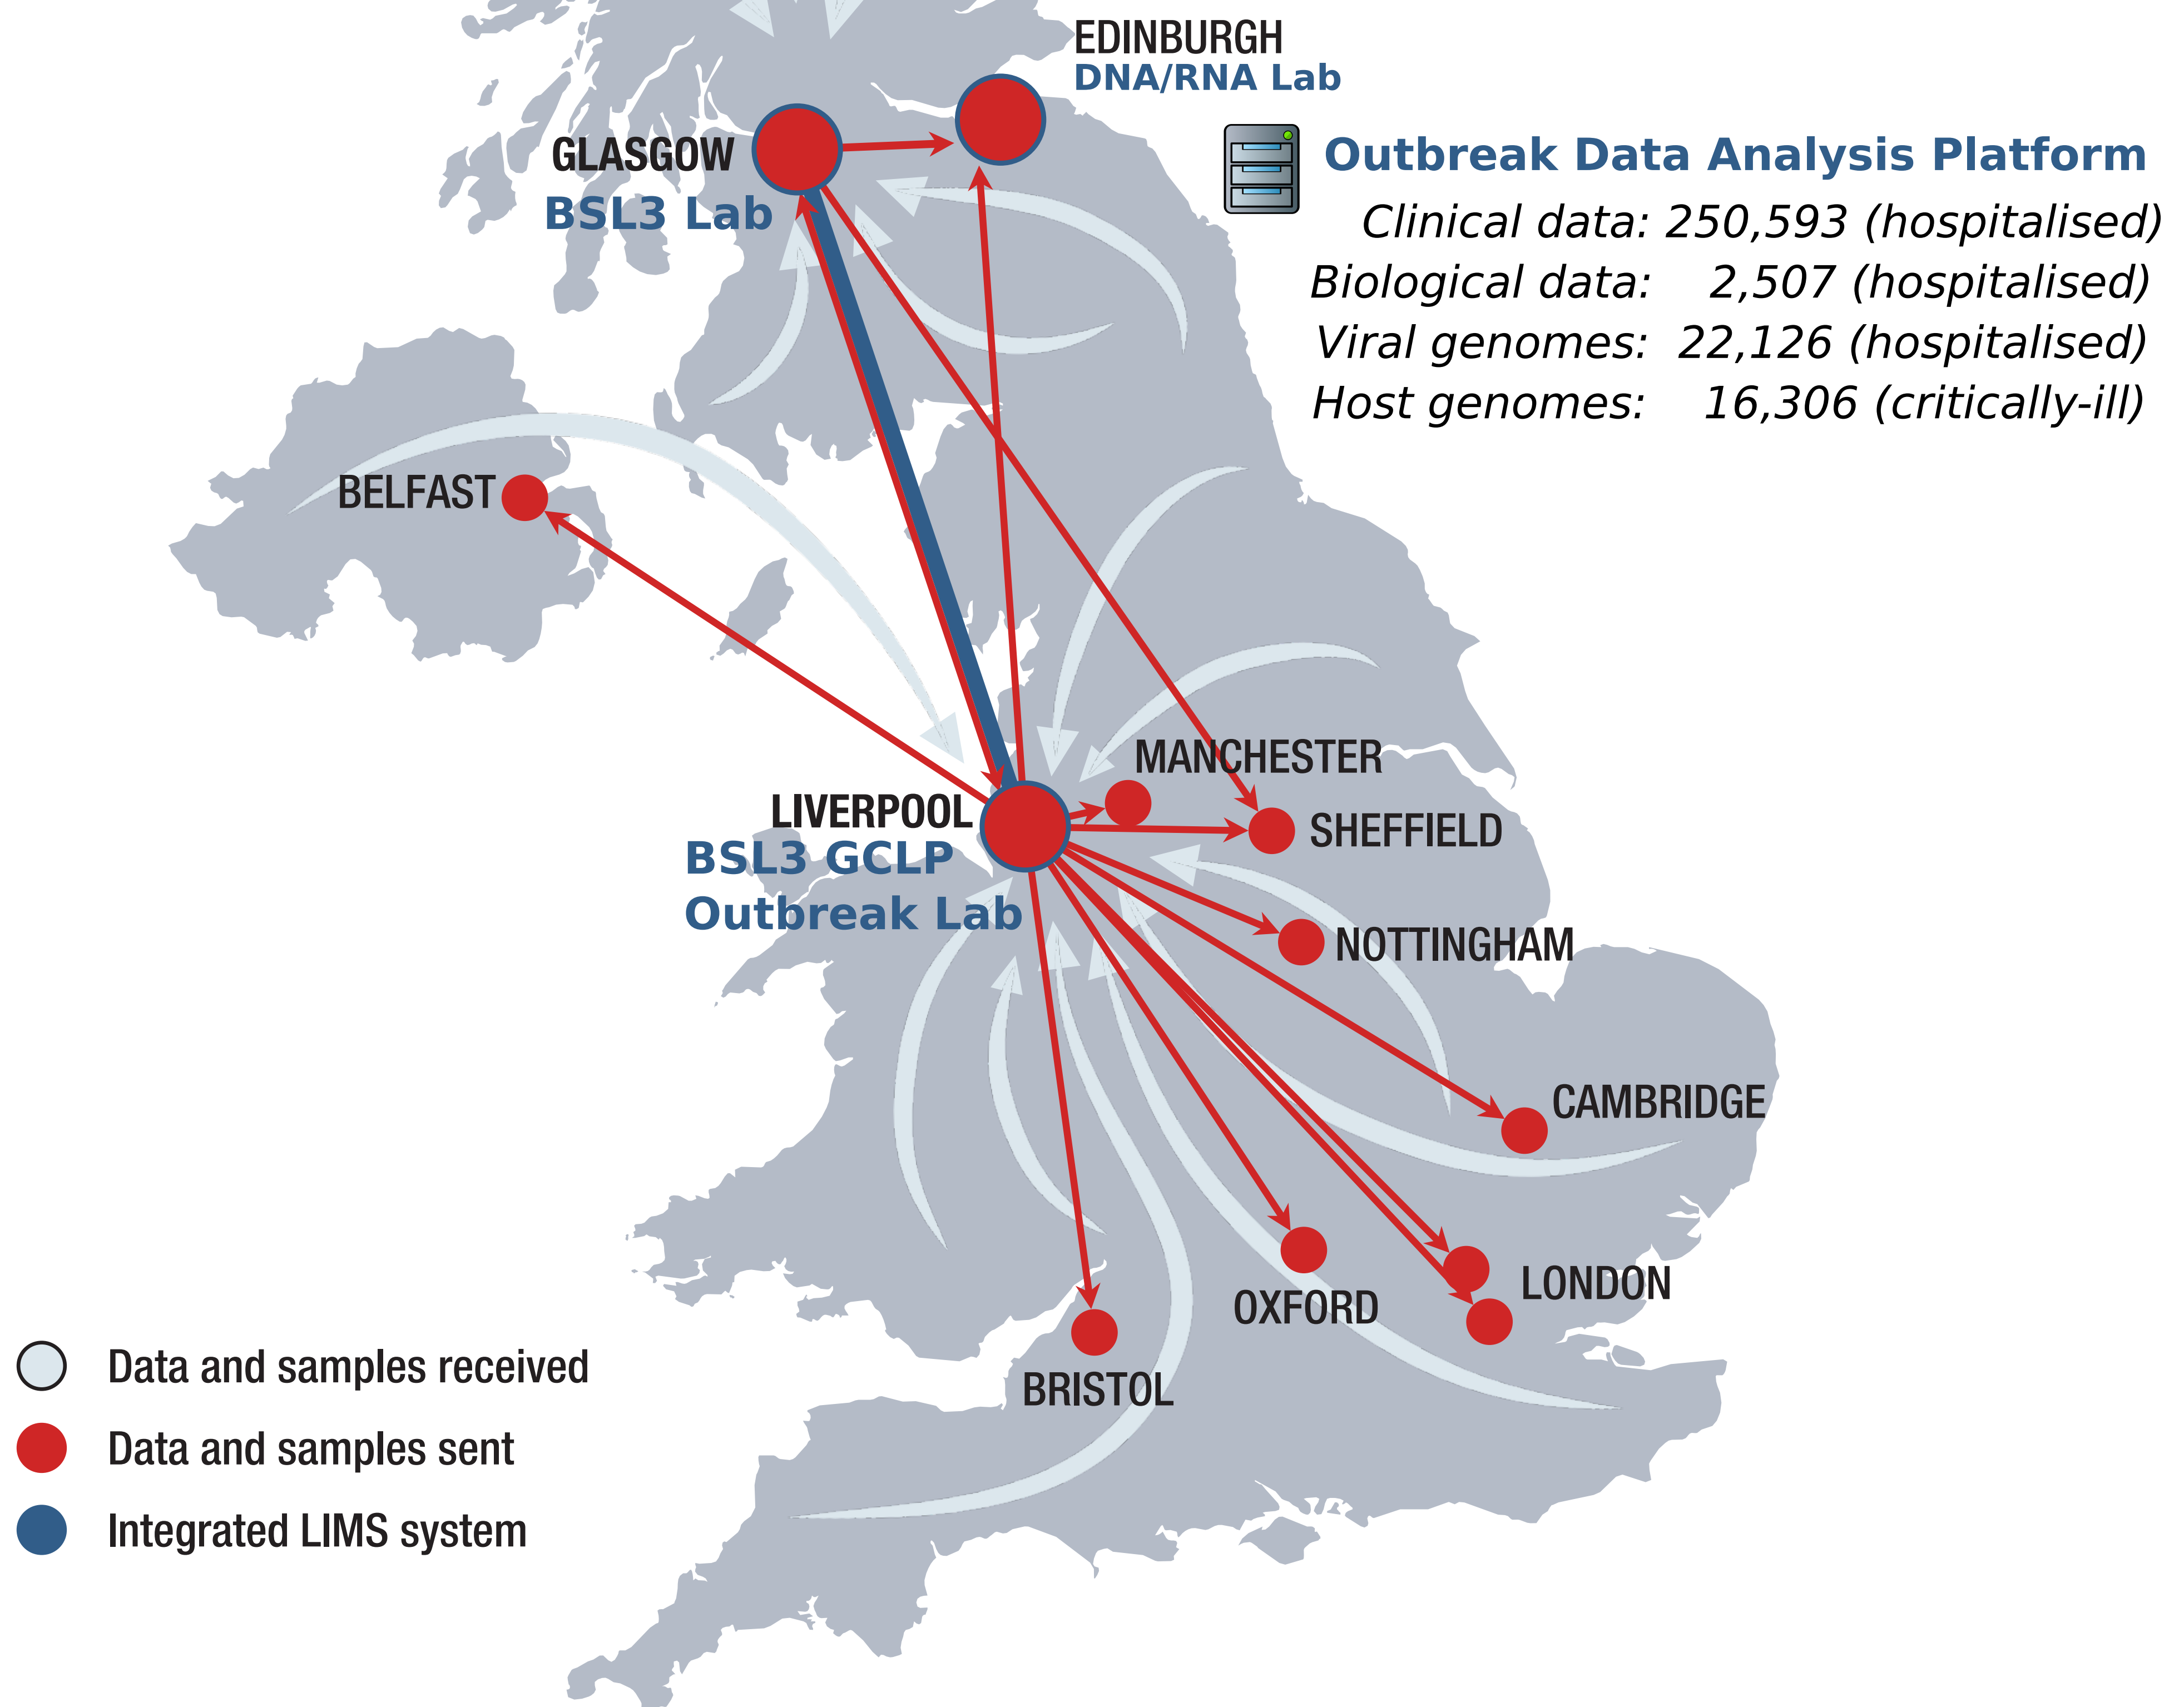 EDINBURGH
DNA/RNA Lab
GLASGOW
BSL3 Lab
Outbreak Data Analysis Platform
Clinical data: 250,593 (hospitalised)
Biological data: 2,507 (hospitalised)
Viral genomes: 22,126 (hospitalised)
Host genomes: 16,306 (critically-ill)
BELFAST
MANCHESTER
LIVERPOOL
BSL3 GCLP
Outbreak Lab
SHEFFIELD
NOTTINGHAM
CAMBRIDGE
LONDON
OXFORD
BRISTOL
Data and samples received
Data and samples sent
Integrated LIMS system